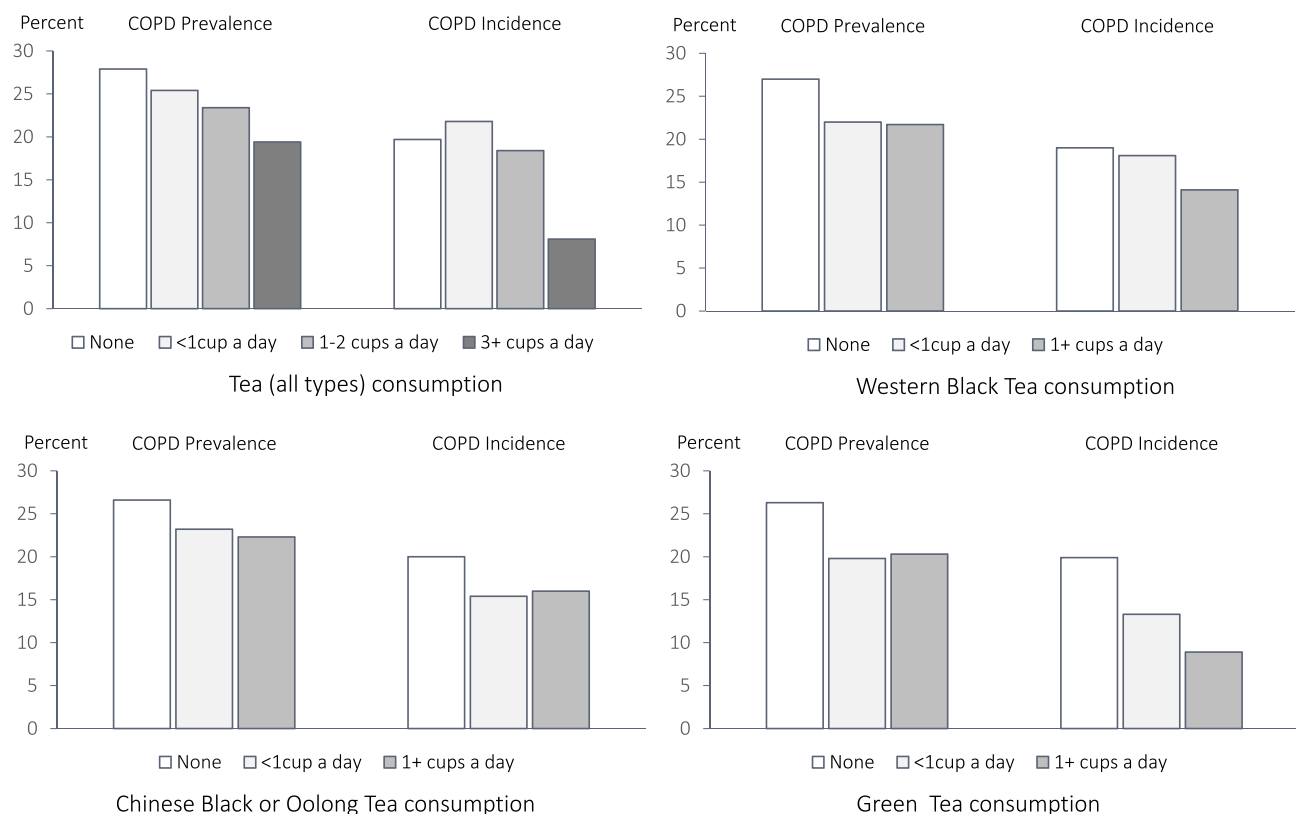 Percent COPD Prevalence COPD Incidence
30
25
20
15
10
5
0
None <1cup a day 1-2 cups a day 3+ cups a day
Tea (all types) consumption
Percent COPD Prevalence COPD Incidence
30
25
20
15
10
5
0
None <1cup a day 1+ cups a day
Western Black Tea consumption
Percent COPD Prevalence COPD Incidence
30
25
20
15
10
5
0
None <1cup a day 1+ cups a day
Chinese Black or Oolong Tea consumption
Percent COPD Prevalence COPD Incidence
30
25
20
15
10
5
0
None <1cup a day 1+ cups a day
Green Tea consumption